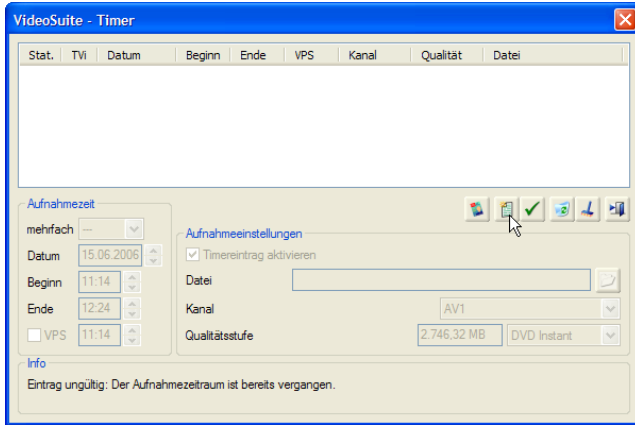 VideoSuite - Timer
Stat. TVi Datum Beginn Ende VPS Kanal Qualität Datei
Aufnahmezeit
mehrfach ---
Datum 15.06.2006
Beginn 11:14
Ende 12:24
VPS 11:14
Aufnahmeeinstellungen
Timereintrag aktivieren
Datei
Kanal AV1
Qualitätsstufe 2.746,32 MB DVD Instant
Info
Eintrag ungültig: Der Aufnahmezeitraum ist bereits vergangen.